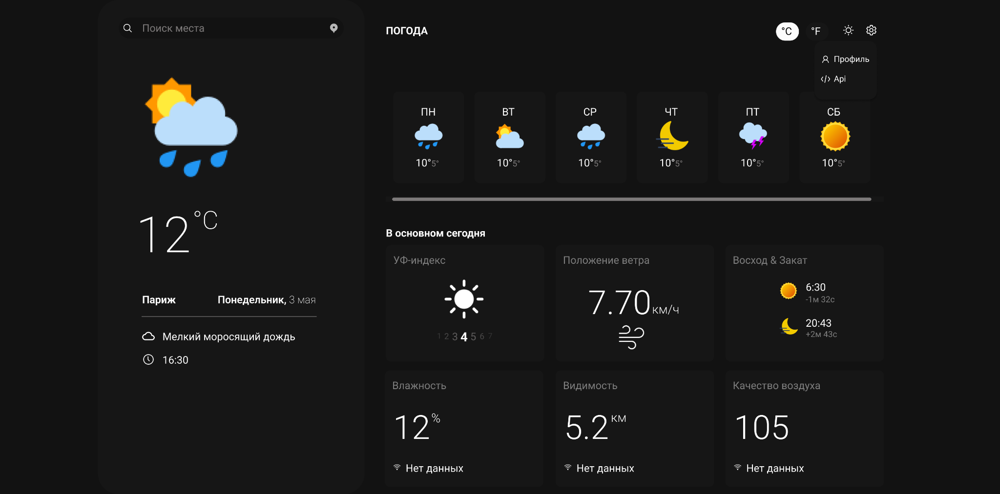 Поиск места
12 °C
Париж
Понедельник, 3 мая
Мелкий моросящий дождь
16:30
ПОГОДА
°C
°F
Профиль
</> Api
ПН
10° 5°
ВТ
10° 5°
СР
10° 5°
ЧТ
10° 5°
ПТ
10° 5°
СБ
10° 5°
В основном сегодня
УФ-индекс
1 2 3 4 5 6 7
Положение ветра
7.70 км/ч
Восход & Закат
6:30
-1м 32с
20:43
+2м 43с
Влажность
12 %
Нет данных
Видимость
5.2 км
Нет данных
Качество воздуха
105
Нет данных